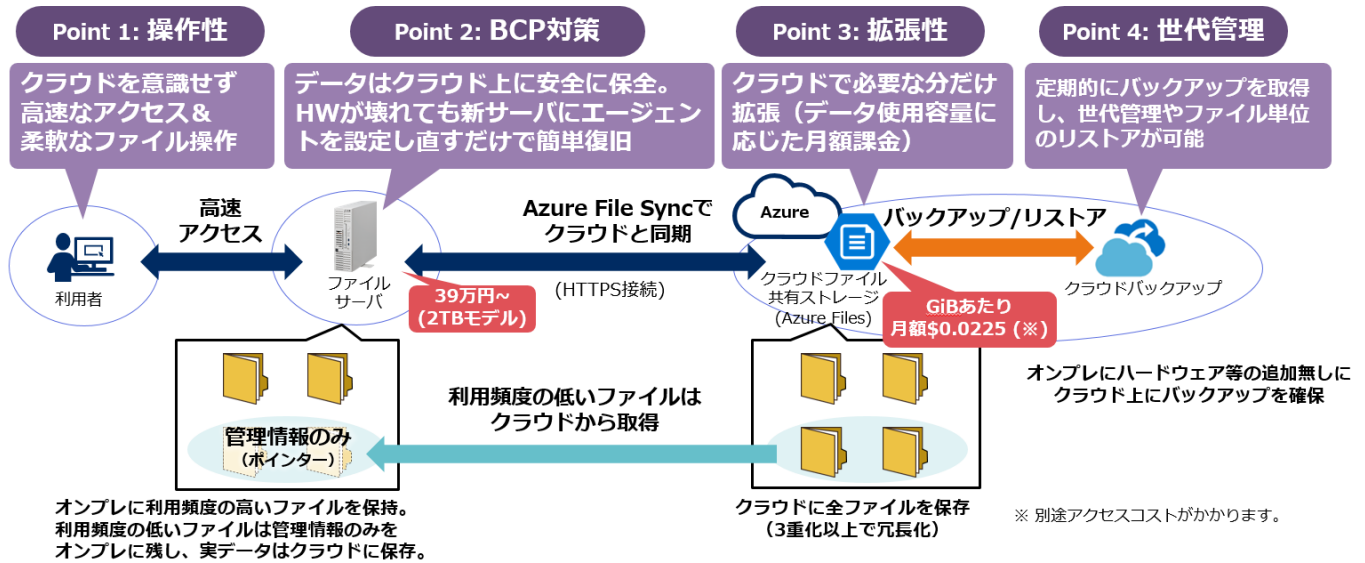 Point 1: 操作性
クラウドを意識せず
高速なアクセス＆
柔軟なファイル操作
Point 2: BCP対策
データはクラウド上に安全に保全。
HWが壊れても新サーバにエージェン
トを設定し直すだけで簡単復旧
Point 3: 拡張性
クラウドで必要な分だけ
拡張（データ使用容量に
応じた月額課金）
Point 4: 世代管理
定期的にバックアップを取得
し、世代管理やファイル単位
のリストアが可能
利用者
高速
アクセス
ファイル
サーバ
39万円～
(2TBモデル)
Azure File Syncで
クラウドと同期
(HTTPS接続)
Azure
クラウドファイル
共有ストレージ
(Azure Files)
GiBあたり
月額$0.0225 (※)
バックアップ/リストア
クラウドバックアップ
オンプレにハードウェア等の追加無しに
クラウド上にバックアップを確保
管理情報のみ
（ポインター）
利用頻度の低いファイルは
クラウドから取得
オンプレに利用頻度の高いファイルを保持。
利用頻度の低いファイルは管理情報のみを
オンプレに残し、実データはクラウドに保存。
クラウドに全ファイルを保存
（3重化以上で冗長化）
※ 別途アクセスコストがかかります。